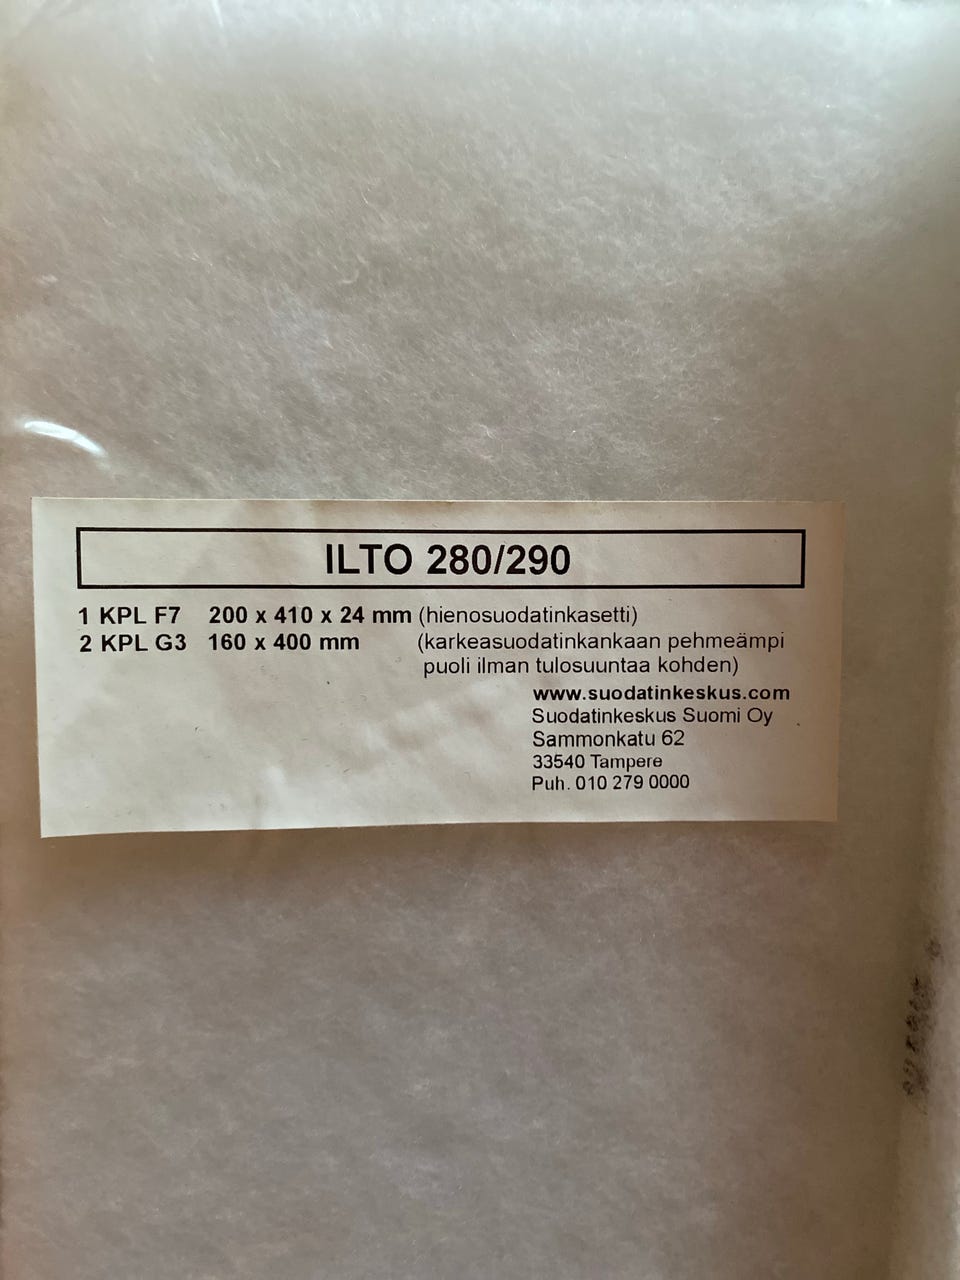 ILTO 280/290
1 KPL F7 200 x 410 x 24 mm (hienosuodatinkasetti)
2 KPL G3 160 x 400 mm (karkeasuodatinkankaan pehmeämpi
puoli ilman tulosuuntaa kohden)
www.suodatinkeskus.com
Suodatinkeskus Suomi Oy
Sammonkatu 62
33540 Tampere
Puh. 010 279 0000